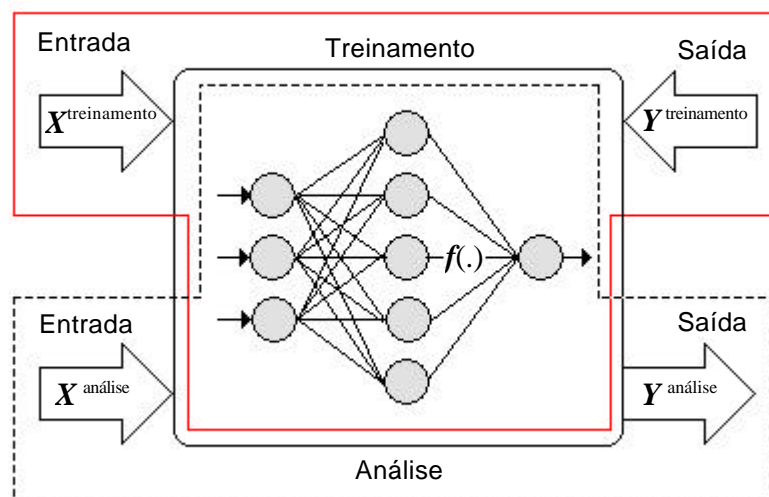 Entrada
Treinamento
Saída
X treinamento
Y treinamento
f(.)
Entrada
Saída
X análise
Y análise
Análise